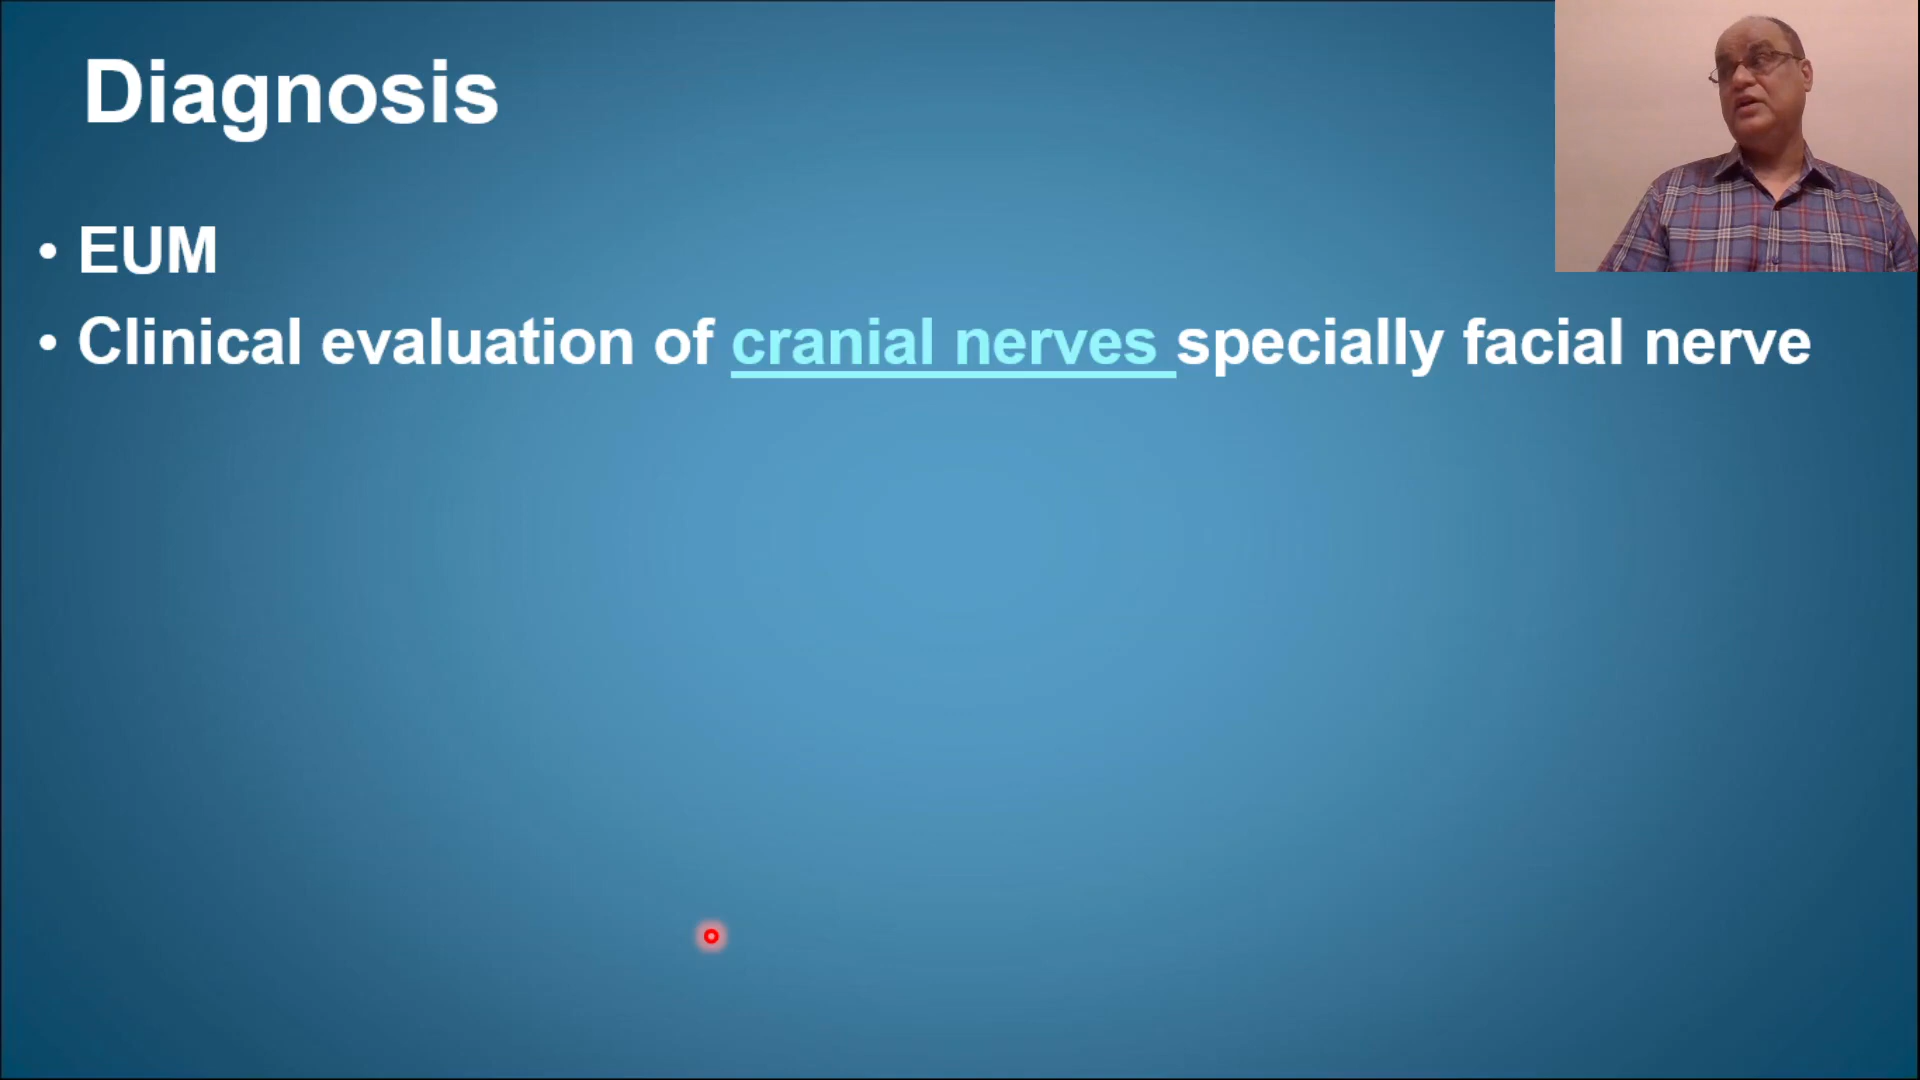 Diagnosis
• EUM
• Clinical evaluation of cranial nerves specially facial nerve